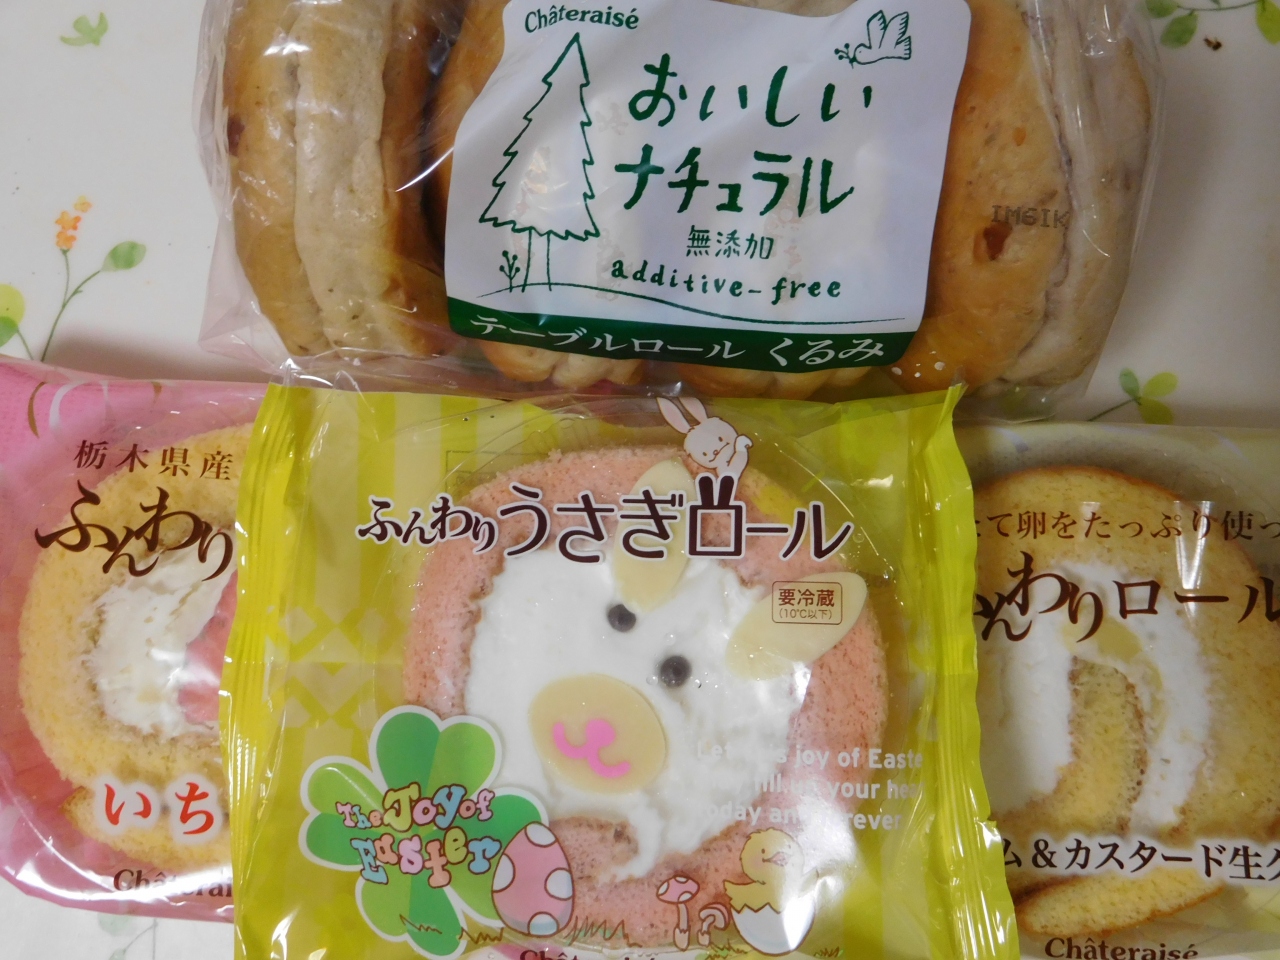 Châteraisé
おいしい
ナチュラル
無添加
additive-free
テーブルロール くるみ
IM6IK
栃木県産
ふんわり
いち
ふんわりうさぎロール
要冷蔵
(10℃以下)
joy of
your
The Joy of
Easter
て卵をたっぷり使っ
んわりロール
ム&カスタード生ク
Châteraisé